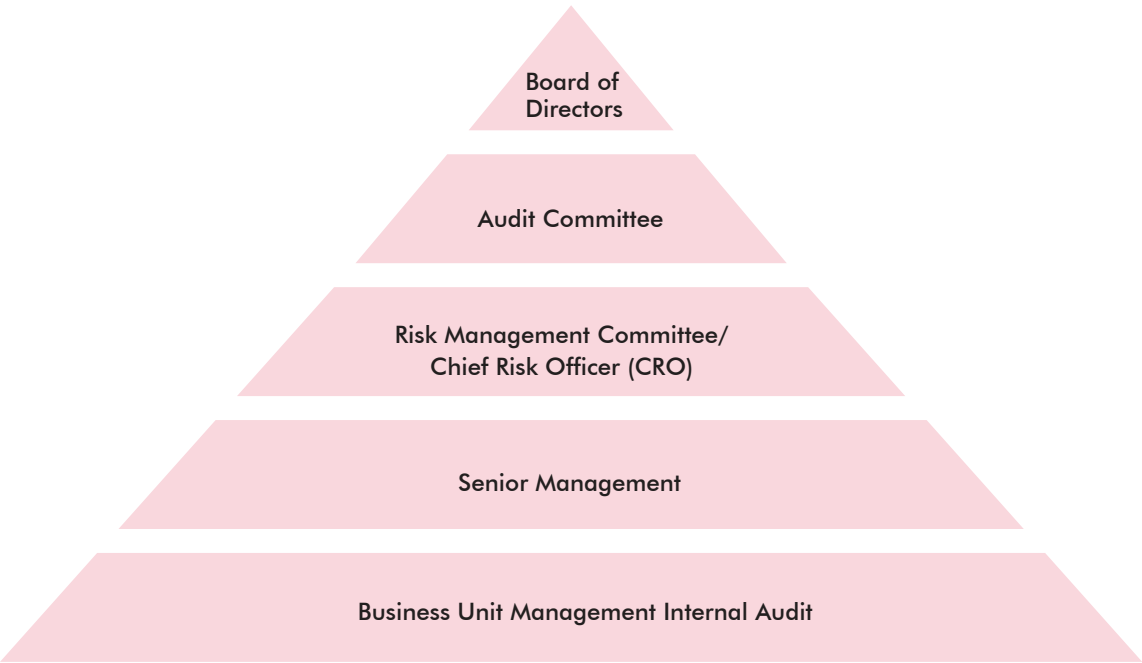 Board of
Directors
Audit Committee
Risk Management Committee/
Chief Risk Officer (CRO)
Senior Management
Business Unit Management Internal Audit